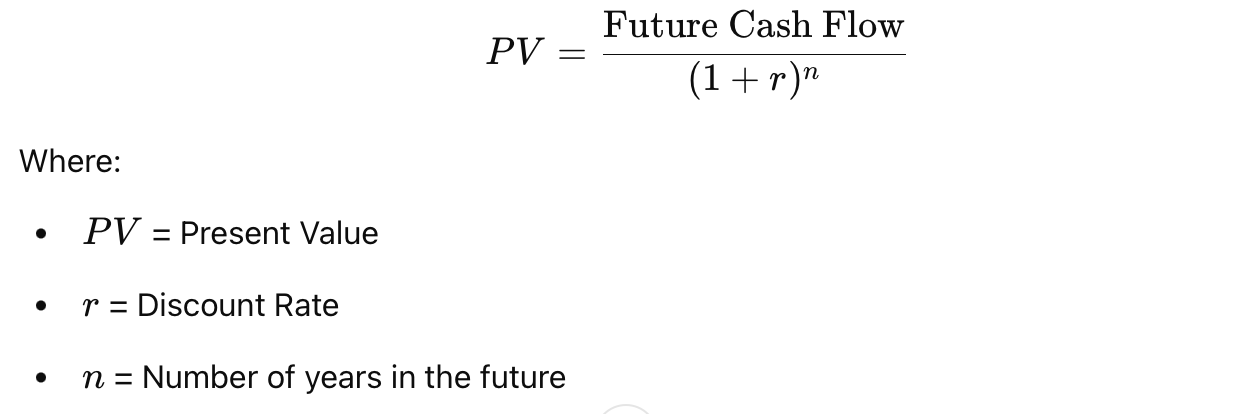 PV = Future Cash Flow / (1 + r)^n
Where:
• PV = Present Value
• r = Discount Rate
• n = Number of years in the future